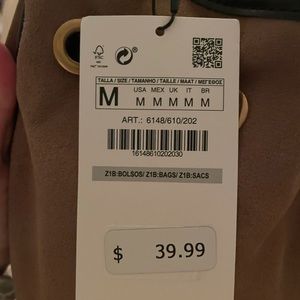 FSC
TALLA / SIZE / TAMANHO / TAILLE / MAAT / ΜΕΓΕΘΟΣ
M
USA MEX UK IT BR
M M M M M
ART.: 6148/610/202
16148610202030
Z1B:BOLSOS/ Z1B:BAGS/ Z1B:SACS
$ 39.99